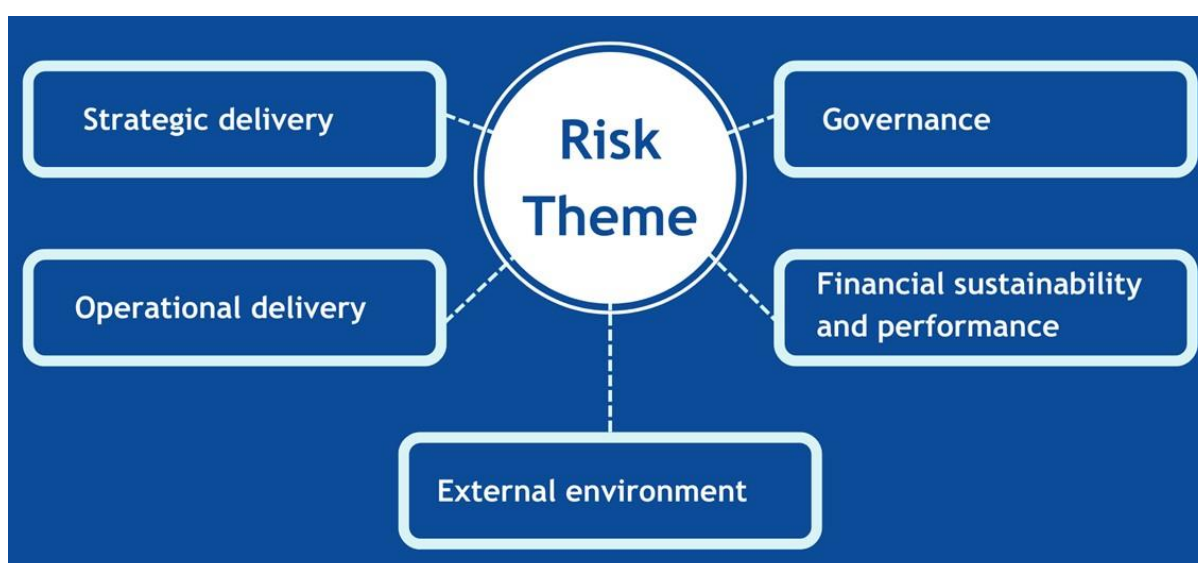 Risk
Theme
Strategic delivery
Governance
Operational delivery
Financial sustainability
and performance
External environment